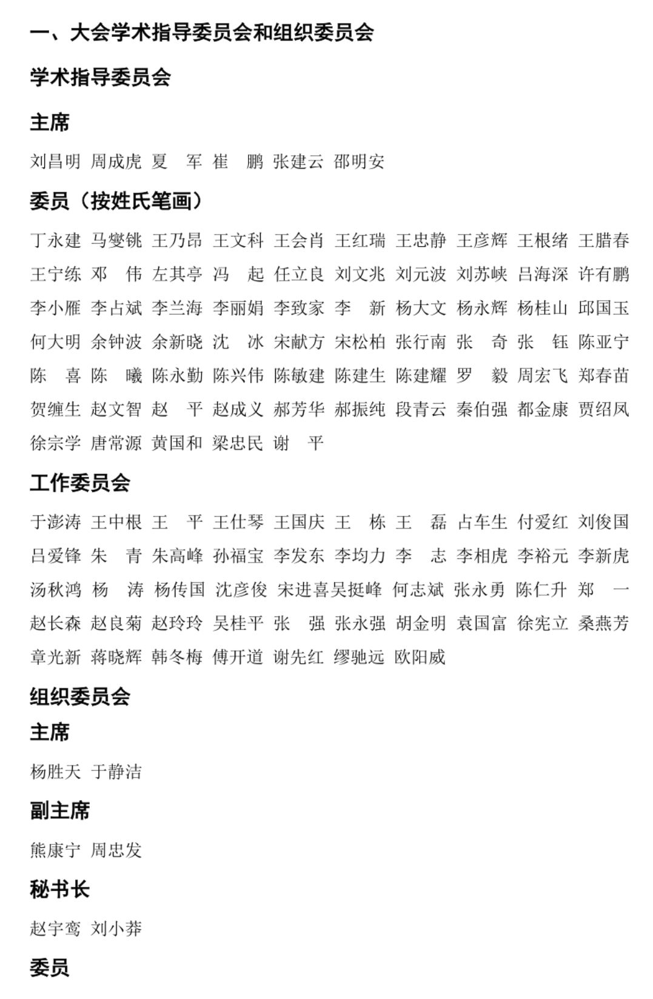 一、大会学术指导委员会和组织委员会
学术指导委员会
主席
刘昌明 周成虎 夏　军 崔　鹏 张建云 邵明安
委员（按姓氏笔画）
丁永建 马燮铫 王乃昂 王文科 王会肖 王红瑞 王忠静 王彦辉 王根绪 王腊春
王宁练 邓　伟 左其亭 冯　起 任立良 刘文兆 刘元波 刘苏峡 吕海深 许有鹏
李小雁 李占斌 李兰海 李丽娟 李致家 李　新 杨大文 杨永辉 杨桂山 邱国玉
何大明 余钟波 余新晓 沈　冰 宋献方 宋松柏 张行南 张　奇 张　钰 陈亚宁
陈　喜 陈　曦 陈永勤 陈兴伟 陈敏建 陈建生 陈建耀 罗　毅 周宏飞 郑春苗
贺缠生 赵文智 赵　平 赵成义 郝芳华 郝振纯 段青云 秦伯强 都金康 贾绍凤
徐宗学 唐常源 黄国和 梁忠民 谢　平
工作委员会
于澎涛 王中根 王　平 王仕琴 王国庆 王　栋 王　磊 占车生 付爱红 刘俊国
吕爱锋 朱　青 朱高峰 孙福宝 李发东 李均力 李　志 李相虎 李裕元 李新虎
汤秋鸿 杨　涛 杨传国 沈彦俊 宋进喜吴挺峰 何志斌 张永勇 陈仁升 郑　一
赵长森 赵良菊 赵玲玲 吴桂平 张　强 张永强 胡金明 袁国富 徐宪立 桑燕芳
章光新 蒋晓辉 韩冬梅 傅开道 谢先红 缪驰远 欧阳威
组织委员会
主席
杨胜天 于静洁
副主席
熊康宁 周忠发
秘书长
赵宇鸾 刘小莽
委员